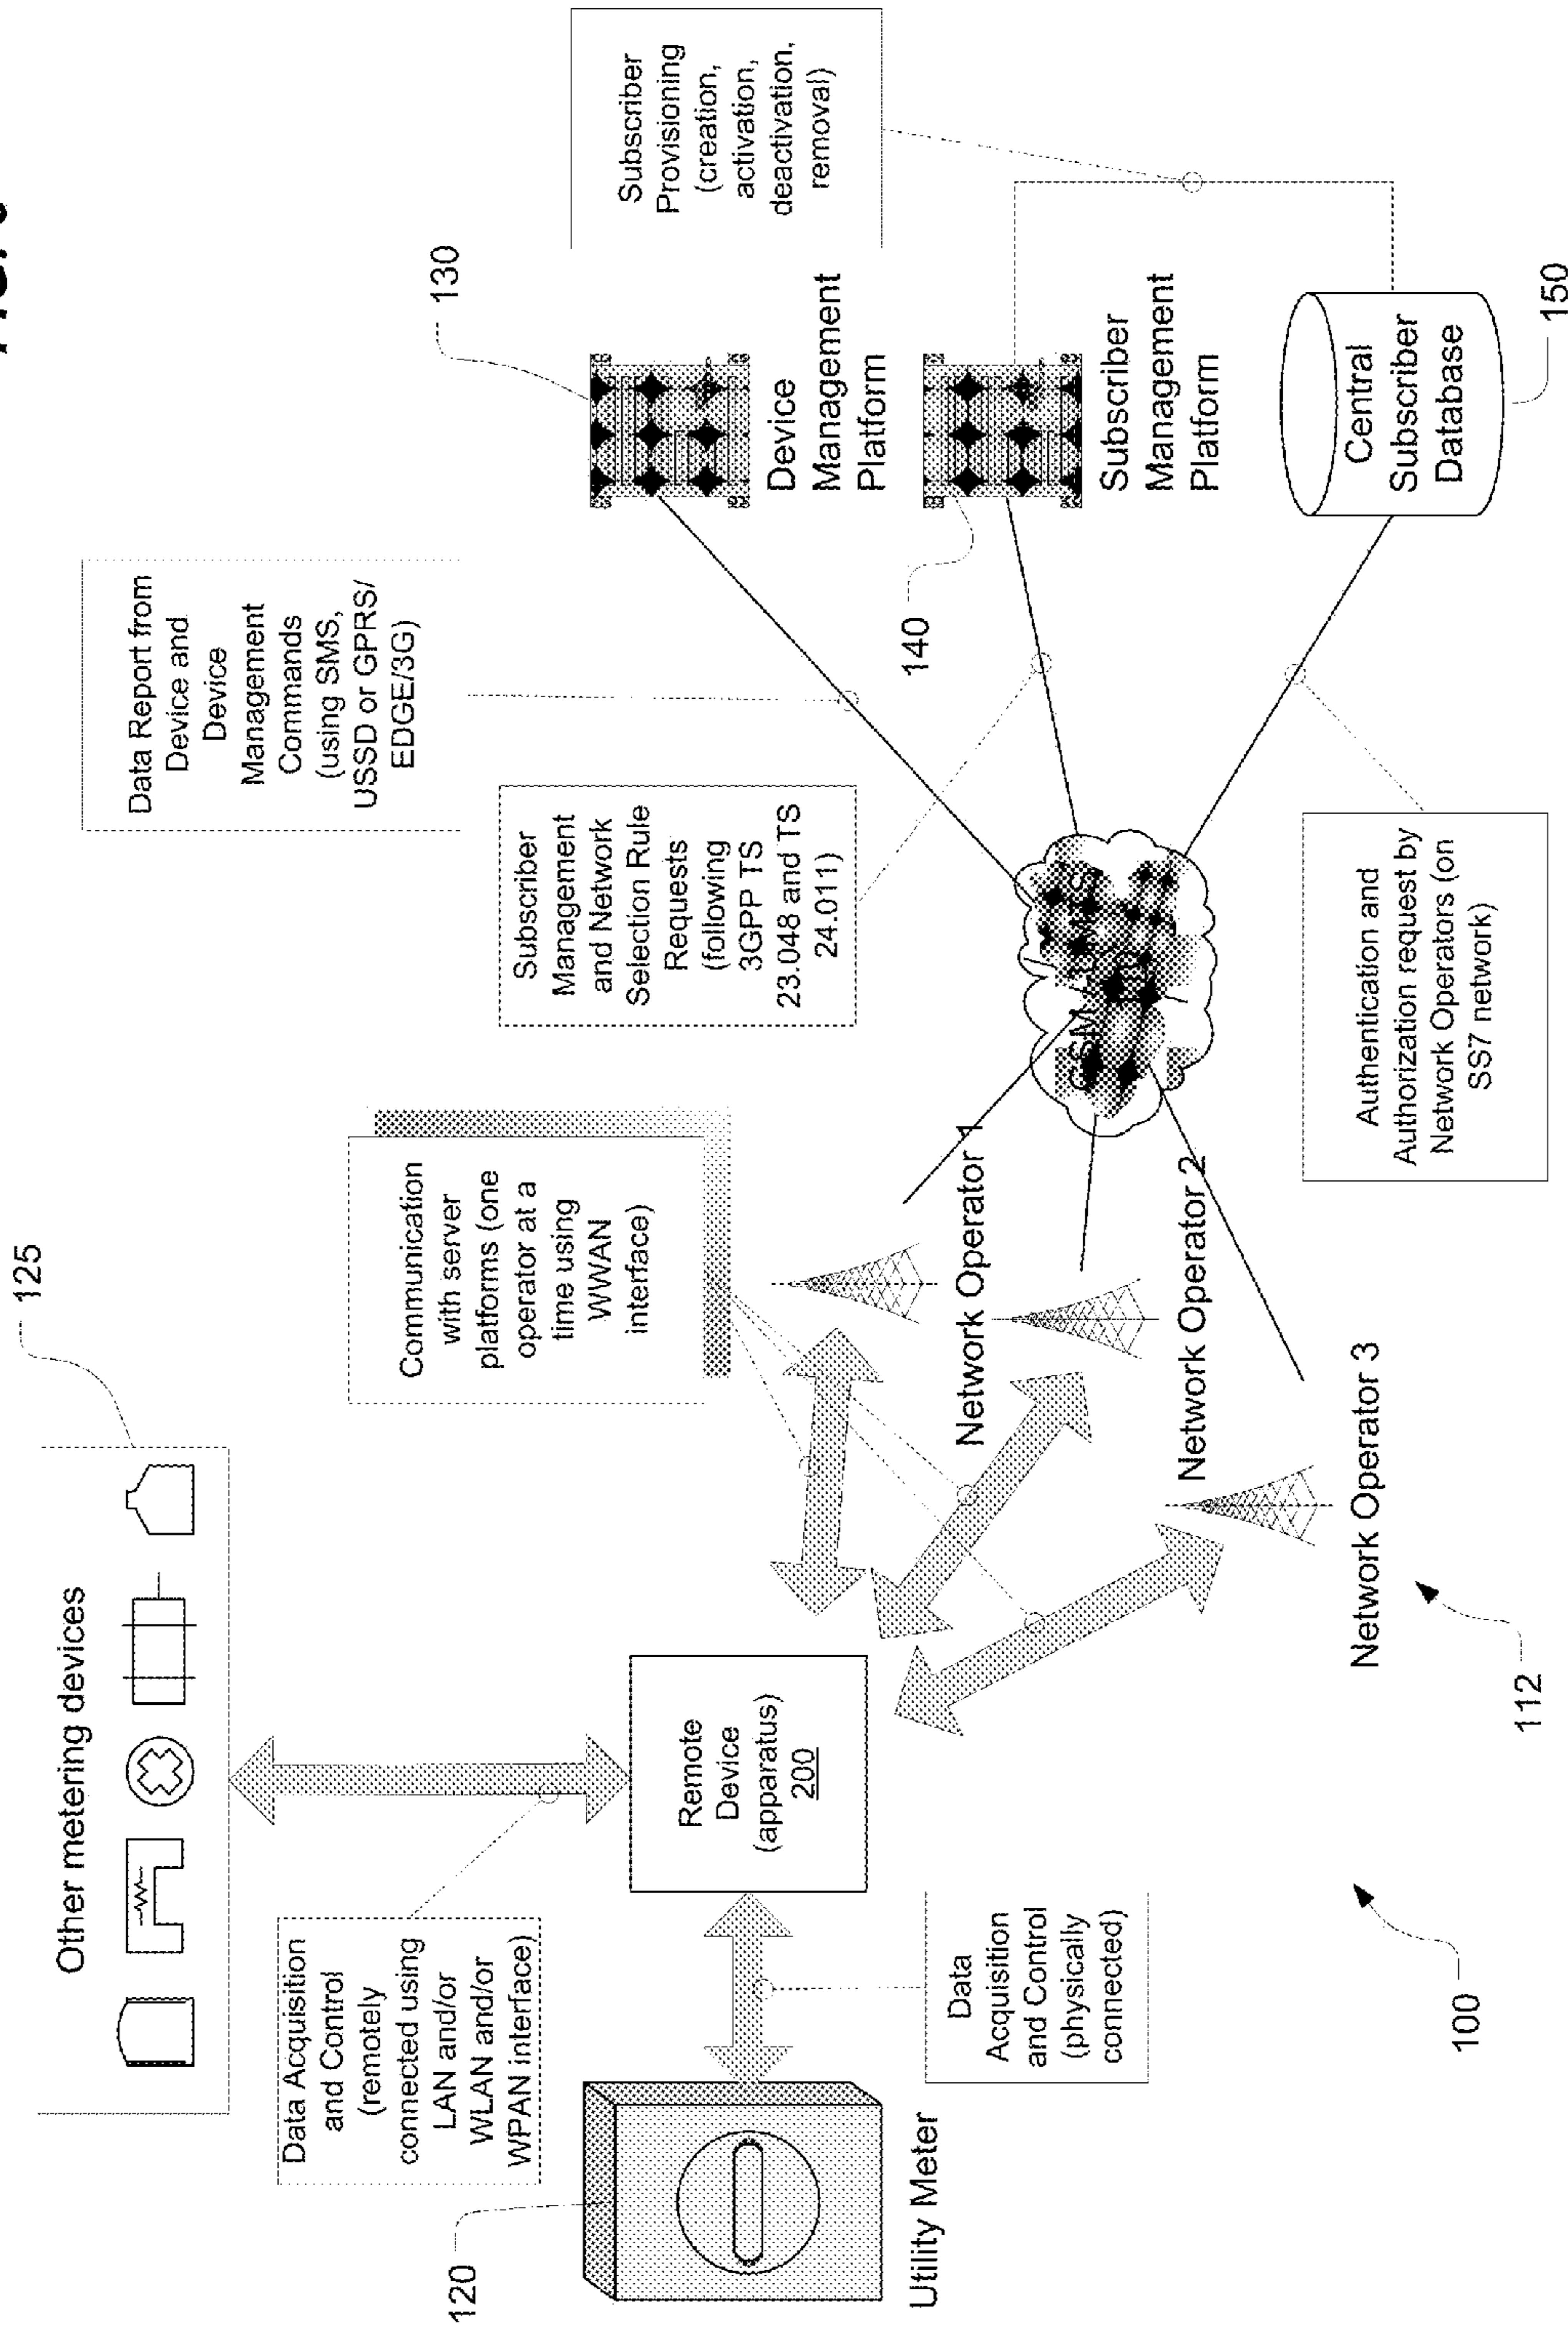 Other metering devices
125
Data Acquisition
and Control
(remotely
connected using
LAN and/or
WLAN and/or
WPAN interface)
120
Utility Meter
Data
Acquisition
and Control
(physically
connected)
Remote
Device
(apparatus)
200
100
Communication
with server
platforms (one
operator at a
time using
WWAN
interface)
Network Operator 1
Network Operator 2
Network Operator 3
112
Data Report from
Device and
Device
Management
Commands
(using SMS,
USSD or GPRS/
EDGE/3G)
Subscriber
Management
and Network
Selection Rule
Requests
(following
3GPP TS
23.048 and TS
24.011)
Authentication and
Authorization request by
Network Operators (on
SS7 network)
130
Device
Management
Platform
140
Subscriber
Management
Platform
Subscriber
Provisioning
(creation,
activation,
deactivation,
removal)
Central
Subscriber
Database
150